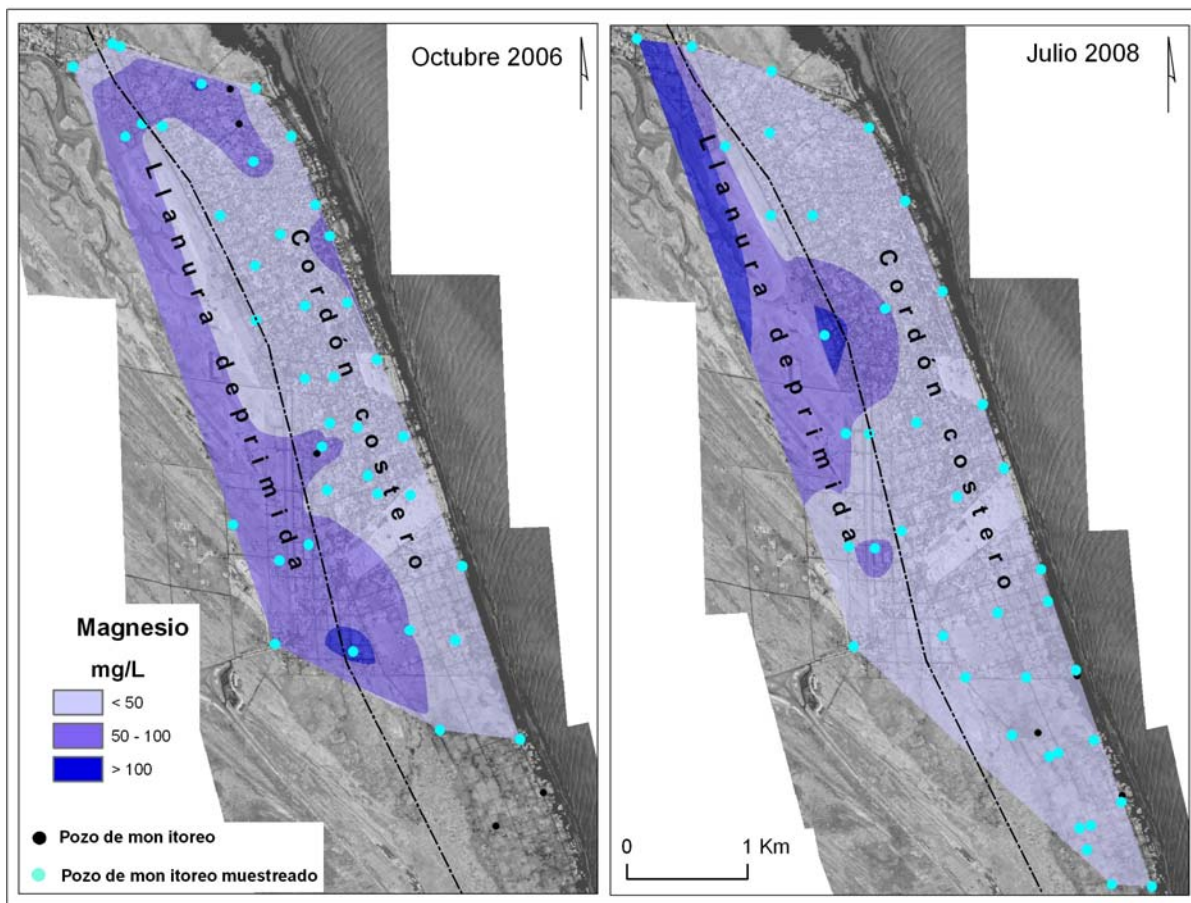 Octubre 2006
Llanura deprimida
Cordón costero
Magnesio
mg/L
< 50
50 - 100
> 100
Pozo de mon itoreo
Pozo de mon itoreo muestreado
Julio 2008
Llanura deprimida
Cordón costero
0 1 Km